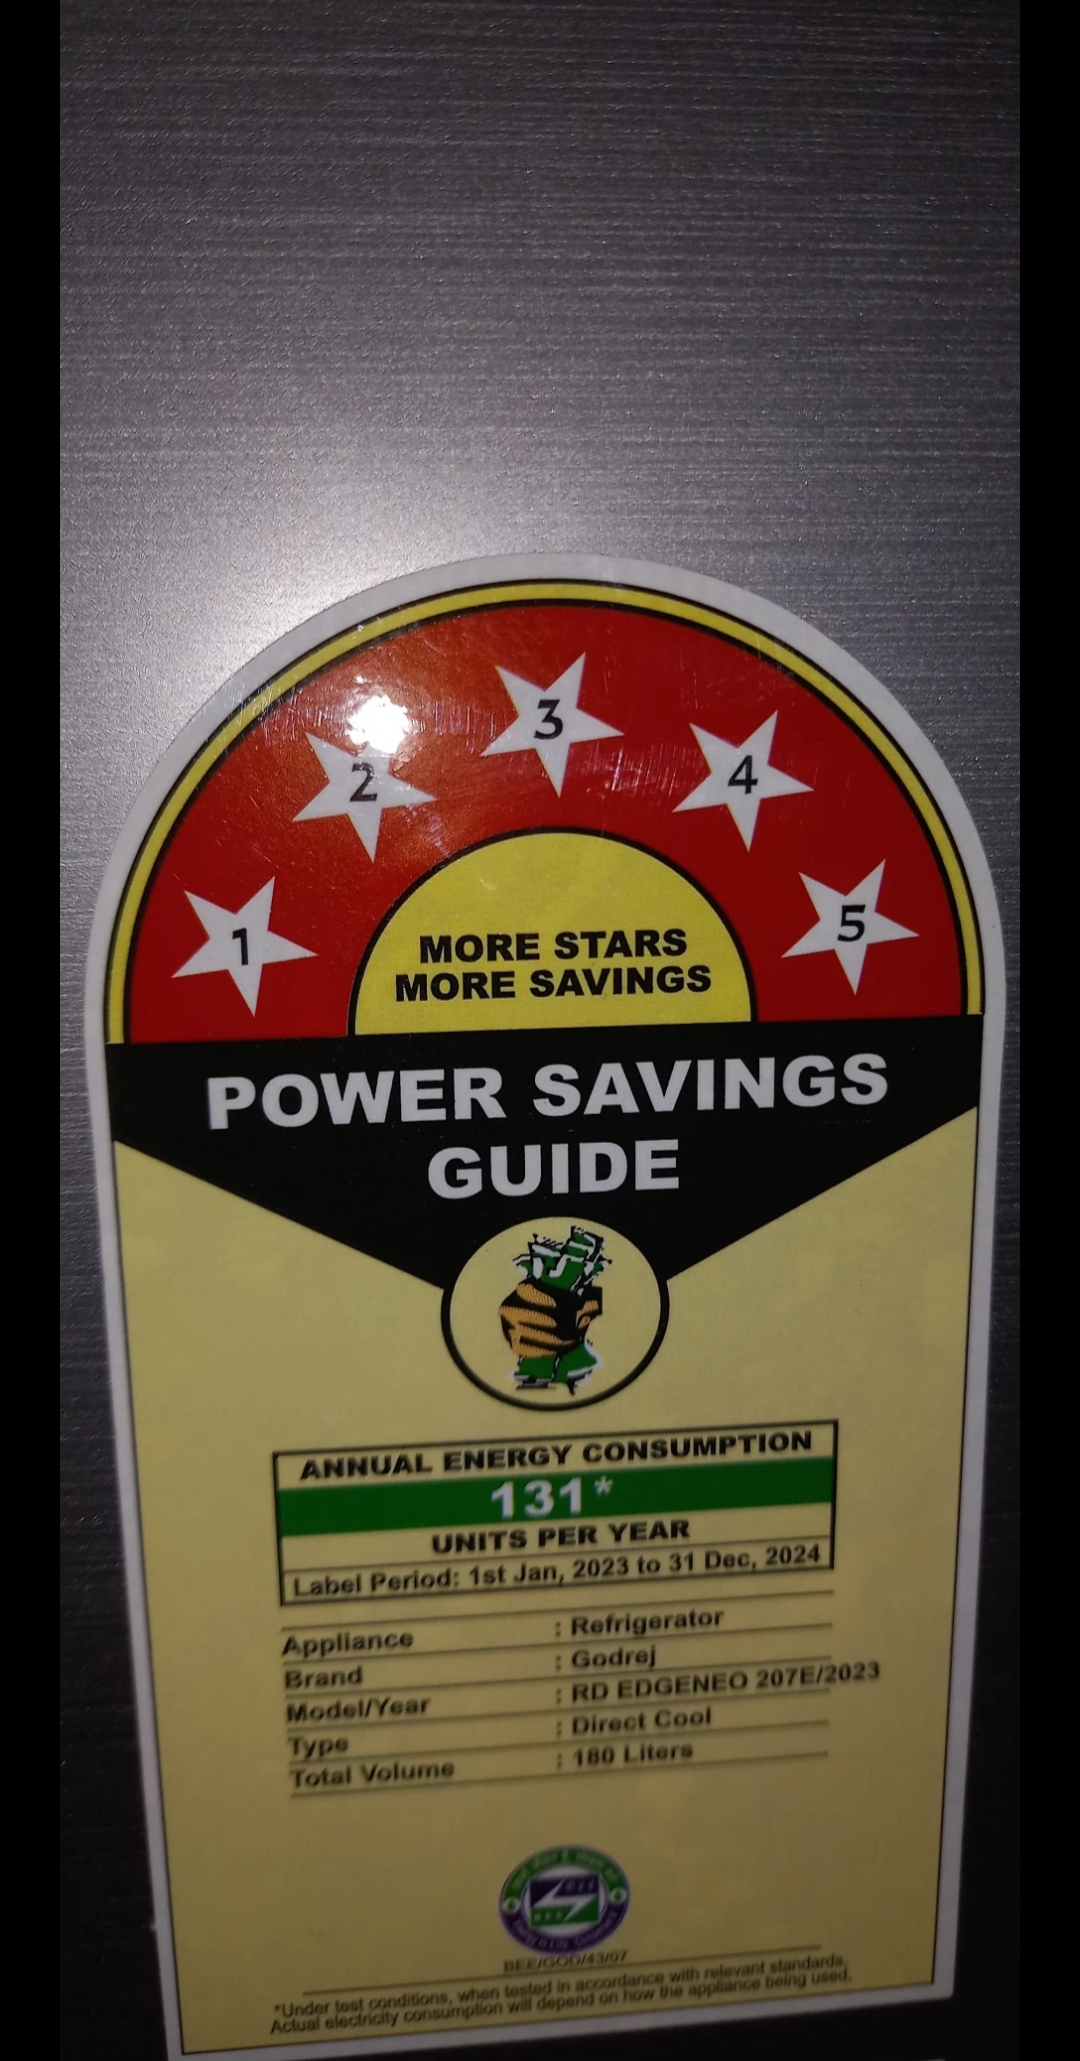 1 2 3 4 5
MORE STARS
MORE SAVINGS
POWER SAVINGS
GUIDE
ANNUAL ENERGY CONSUMPTION
131*
UNITS PER YEAR
Label Period: 1st Jan, 2023 to 31 Dec, 2024
Appliance : Refrigerator
Brand : Godrej
Model/Year : RD EDGENEO 207E/2023
Type : Direct Cool
Total Volume : 180 Liters
BEE/GOD/43/07
*Under test conditions, when tested in accordance with relevant standards,
Actual electricity consumption will depend on how the appliance being used.